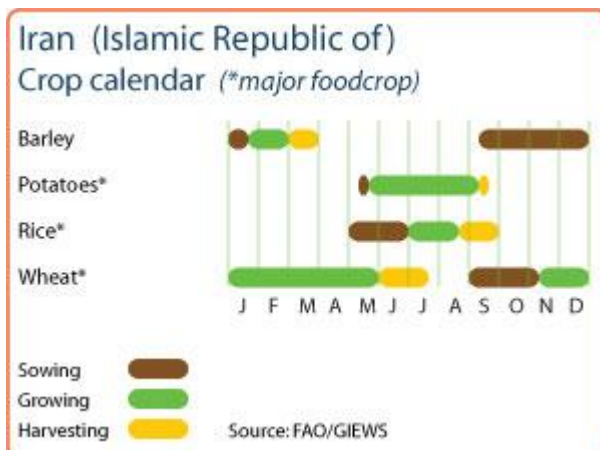 Iran (Islamic Republic of)
Crop calendar (*major foodcrop)
Barley
Potatoes*
Rice*
Wheat*
J F M A M J J A S O N D
Sowing
Growing
Harvesting
Source: FAO/GIEWS